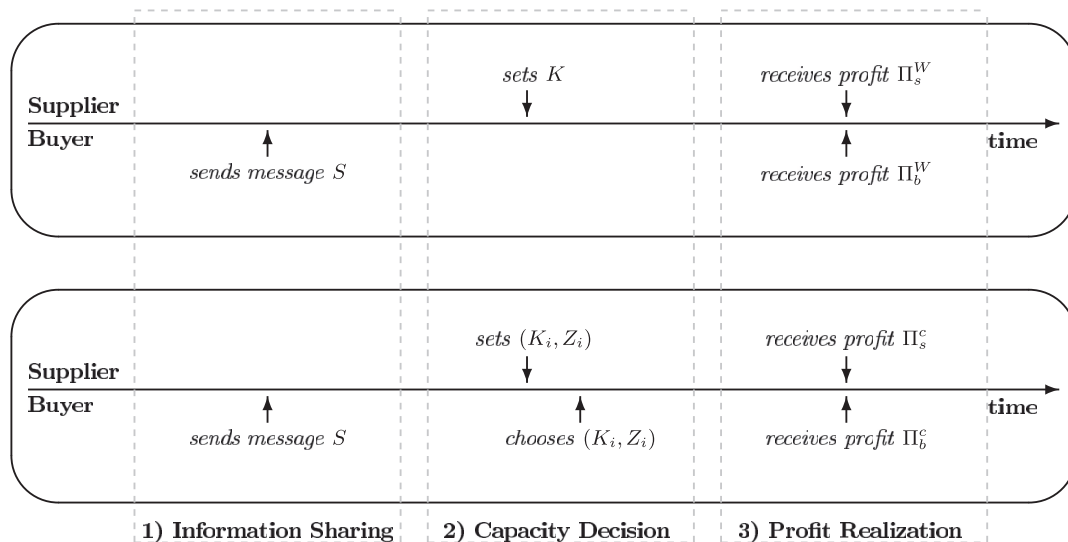 sets K
receives profit Π_s^W
Supplier
Buyer
time
sends message S
receives profit Π_b^W
sets (K_i, Z_i)
receives profit Π_s^c
Supplier
Buyer
time
sends message S
chooses (K_i, Z_i)
receives profit Π_b^c
1) Information Sharing
2) Capacity Decision
3) Profit Realization